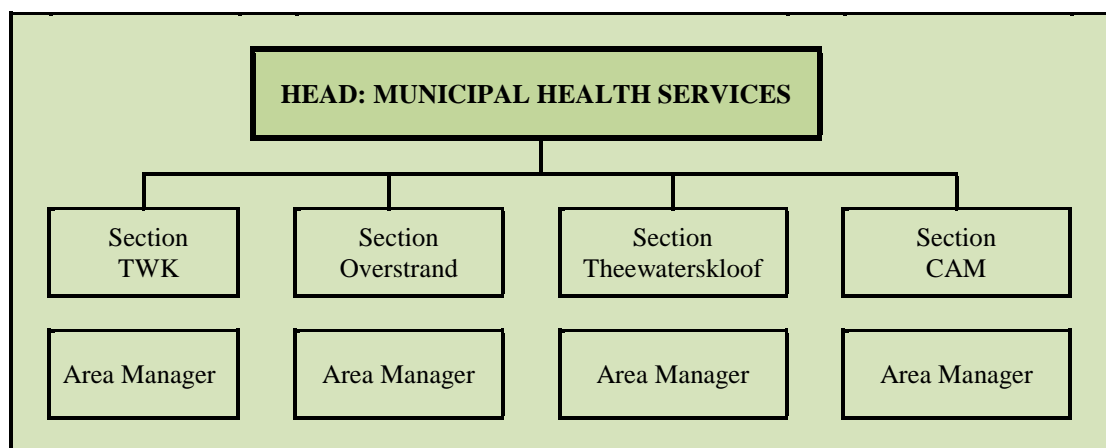 HEAD: MUNICIPAL HEALTH SERVICES
Section
TWK
Section
Overstrand
Section
Theewaterskloof
Section
CAM
Area Manager
Area Manager
Area Manager
Area Manager